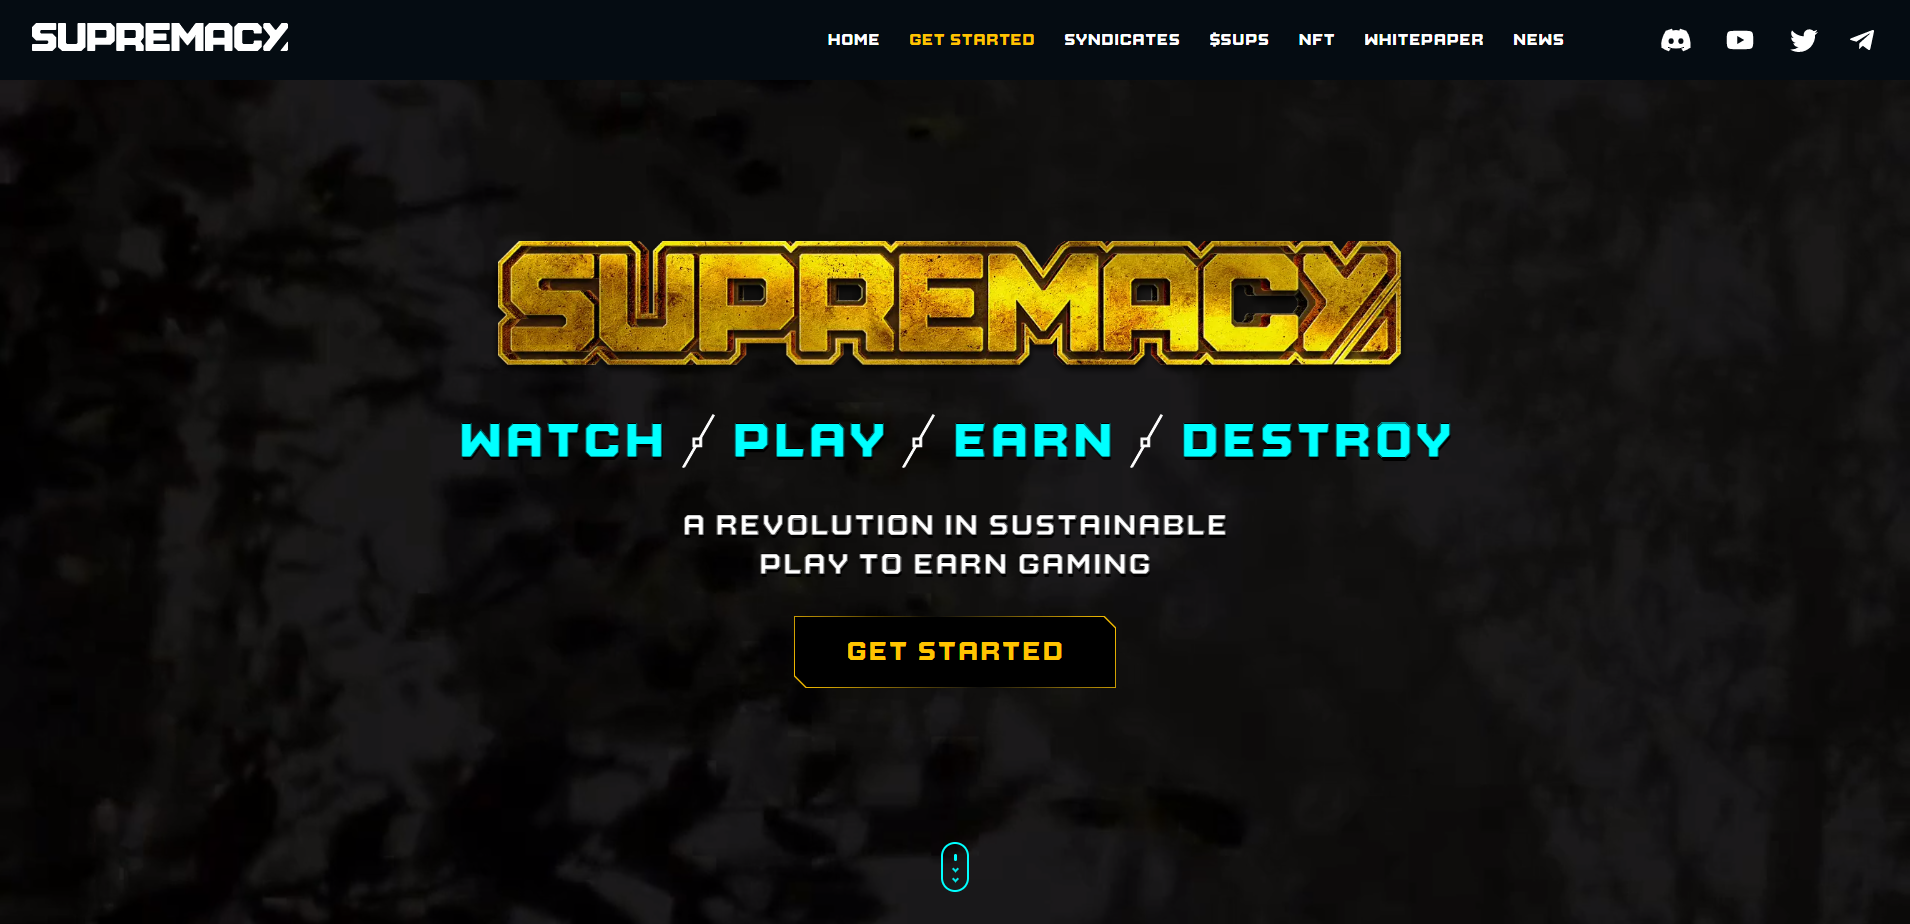 SUPREMACY
HOME GET STARTED SYNDICATES $SUPS NFT WHITEPAPER NEWS
SUPREMACY
WATCH / PLAY / EARN / DESTROY
A REVOLUTION IN SUSTAINABLE
PLAY TO EARN GAMING
GET STARTED